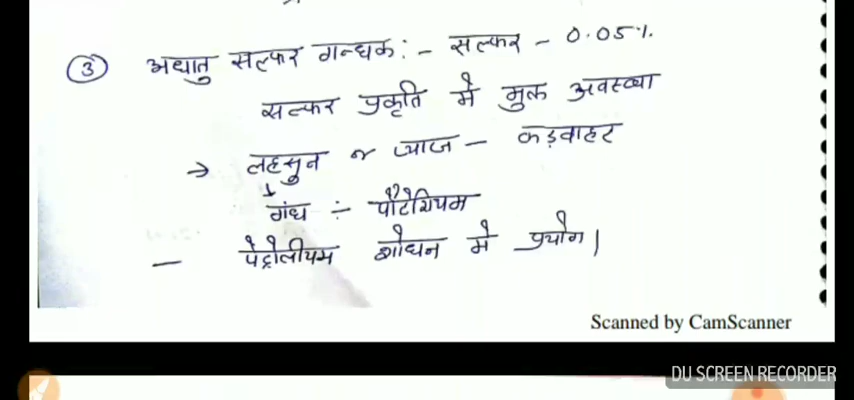 ③ अधातु सल्फर गन्धक :- सल्फर - 0.05%
सल्फर प्रकृति मे मुक्त अवस्था
→ लहसुन व प्याज - कड़वाहट
↓
गंध ÷ पौटेशियम
- पेट्रोलीयम शोधन मे प्रयोग।
Scanned by CamScanner
DU SCREEN RECORDER